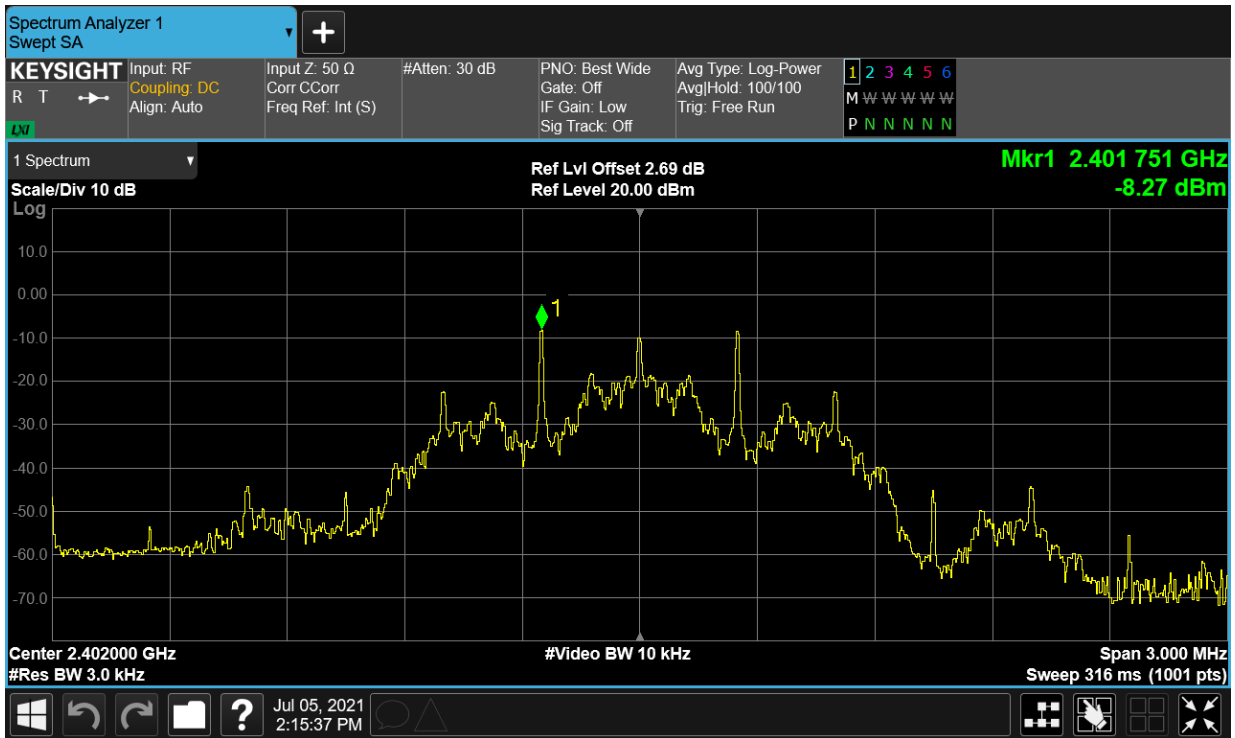 Spectrum Analyzer 1
Swept SA
+
KEYSIGHT
R T
LXI
Input: RF
Coupling: DC
Align: Auto
Input Z: 50 Ω
Corr CCorr
Freq Ref: Int (S)
#Atten: 30 dB
PNO: Best Wide
Gate: Off
IF Gain: Low
Sig Track: Off
Avg Type: Log-Power
Avg|Hold: 100/100
Trig: Free Run
1 2 3 4 5 6
M W W W W W
P N N N N N
1 Spectrum
Scale/Div 10 dB
Log
Ref Lvl Offset 2.69 dB
Ref Level 20.00 dBm
Mkr1 2.401 751 GHz
-8.27 dBm
10.0
0.00
-10.0
-20.0
-30.0
-40.0
-50.0
-60.0
-70.0
1
Center 2.402000 GHz
#Res BW 3.0 kHz
#Video BW 10 kHz
Span 3.000 MHz
Sweep 316 ms (1001 pts)
?
Jul 05, 2021
2:15:37 PM